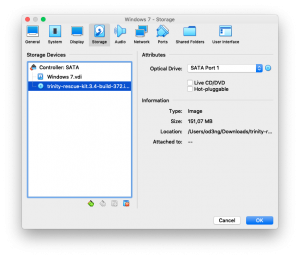 Windows 7 - Storage
General System Display Storage Audio Network Ports Shared Folders User Interface
Storage Devices
Controller: SATA
Windows 7.vdi
trinity-rescue-kit.3.4-build-372.i...
Attributes
Optical Drive: SATA Port 1
Live CD/DVD
Hot-pluggable
Information
Type: Image
Size: 151,07 MB
Location: /Users/od3ng/Downloads/trinity-r...
Attached to: --
Cancel OK